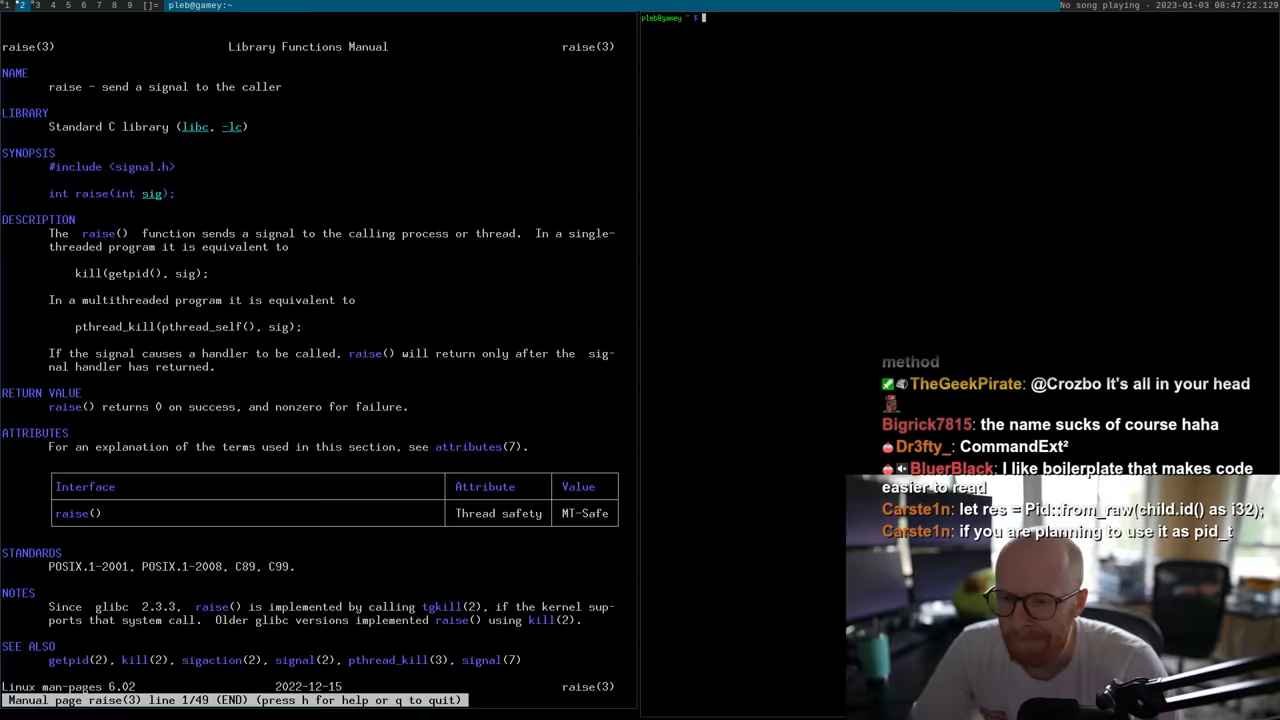 1 2 3 4 5 6 7 8 9 []= pleb@gamey:~ No song playing - 2023-01-03 08:47:22.129
raise(3) Library Functions Manual raise(3)
NAME
raise - send a signal to the caller
LIBRARY
Standard C library (libc, -lc)
SYNOPSIS
#include <signal.h>
int raise(int sig);
DESCRIPTION
The raise() function sends a signal to the calling process or thread. In a single-
threaded program it is equivalent to
kill(getpid(), sig);
In a multithreaded program it is equivalent to
pthread_kill(pthread_self(), sig);
If the signal causes a handler to be called, raise() will return only after the sig-
nal handler has returned.
RETURN VALUE
raise() returns 0 on success, and nonzero for failure.
ATTRIBUTES
For an explanation of the terms used in this section, see attributes(7).
Interface Attribute Value
raise() Thread safety MT-Safe
STANDARDS
POSIX.1-2001, POSIX.1-2008, C89, C99.
NOTES
Since glibc 2.3.3, raise() is implemented by calling tgkill(2), if the kernel sup-
ports that system call. Older glibc versions implemented raise() using kill(2).
SEE ALSO
getpid(2), kill(2), sigaction(2), signal(2), pthread_kill(3), signal(7)
Linux man-pages 6.02 2022-12-15 raise(3)
Manual page raise(3) line 1/49 (END) (press h for help or q to quit)
pleb@gamey ~ $
method
TheGeekPirate: @Crozbo It's all in your head
Bigrick7815: the name sucks of course haha
Dr3fty_: CommandExt²
BluerBlack: I like boilerplate that makes code
easier to read
Carste1n: let res = Pid::from_raw(child.id() as i32);
Carste1n: if you are planning to use it as pid_t